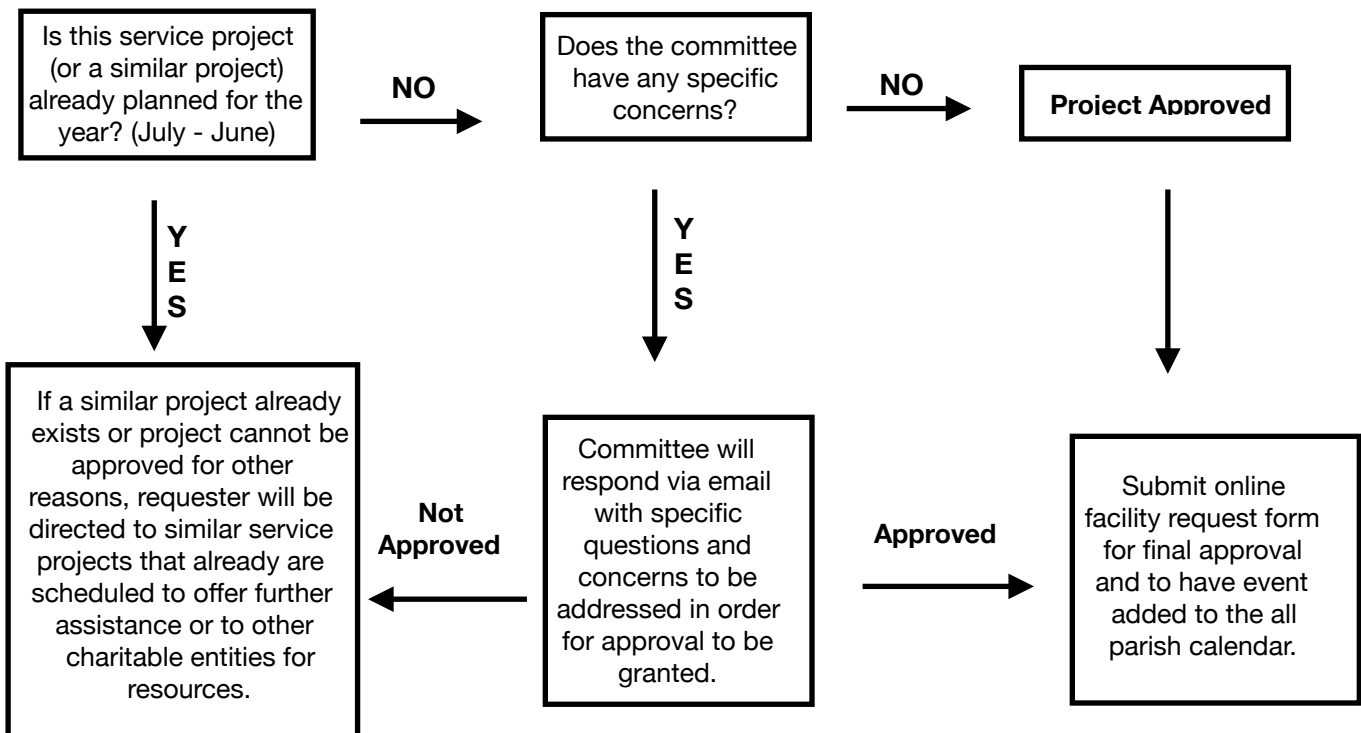 Is this service project
(or a similar project)
already planned for the
year? (July - June)
NO
Does the committee
have any specific
concerns?
NO
Project Approved
Y
E
S
Y
E
S
If a similar project already
exists or project cannot be
approved for other
reasons, requester will be
directed to similar service
projects that already are
scheduled to offer further
assistance or to other
charitable entities for
resources.
Not
Approved
Committee will
respond via email
with specific
questions and
concerns to be
addressed in order
for approval to be
granted.
Approved
Submit online
facility request form
for final approval
and to have event
added to the all
parish calendar.